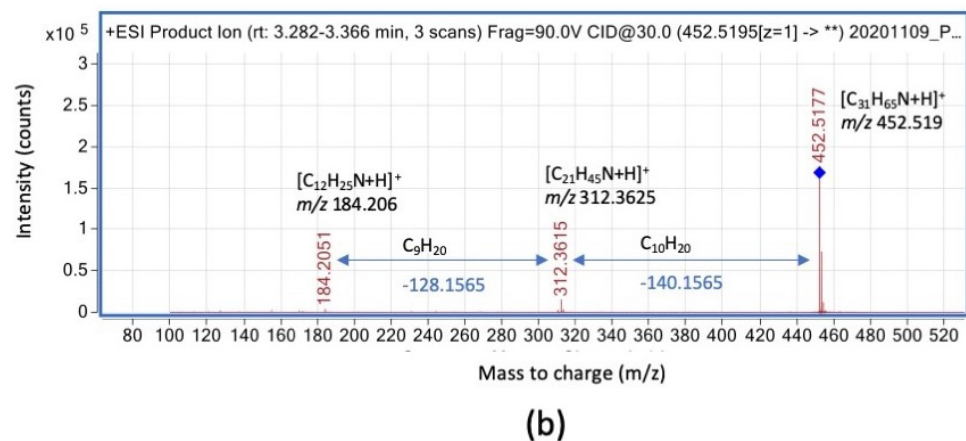 x10 5 +ESI Product Ion (rt: 3.282-3.366 min, 3 scans) Frag=90.0V CID@30.0 (452.5195[z=1] -> **) 20201109_P...
3
2.5
2
1.5
1
0.5
0
Intensity (counts)
[C₁₂H₂₅N+H]⁺
m/z 184.206
184.2051
C₉H₂₀
-128.1565
[C₂₁H₄₅N+H]⁺
m/z 312.3625
312.3615
C₁₀H₂₀
-140.1565
452.5177
[C₃₁H₆₅N+H]⁺
m/z 452.519
80 100 120 140 160 180 200 220 240 260 280 300 320 340 360 380 400 420 440 460 480 500 520
Mass to charge (m/z)
(b)